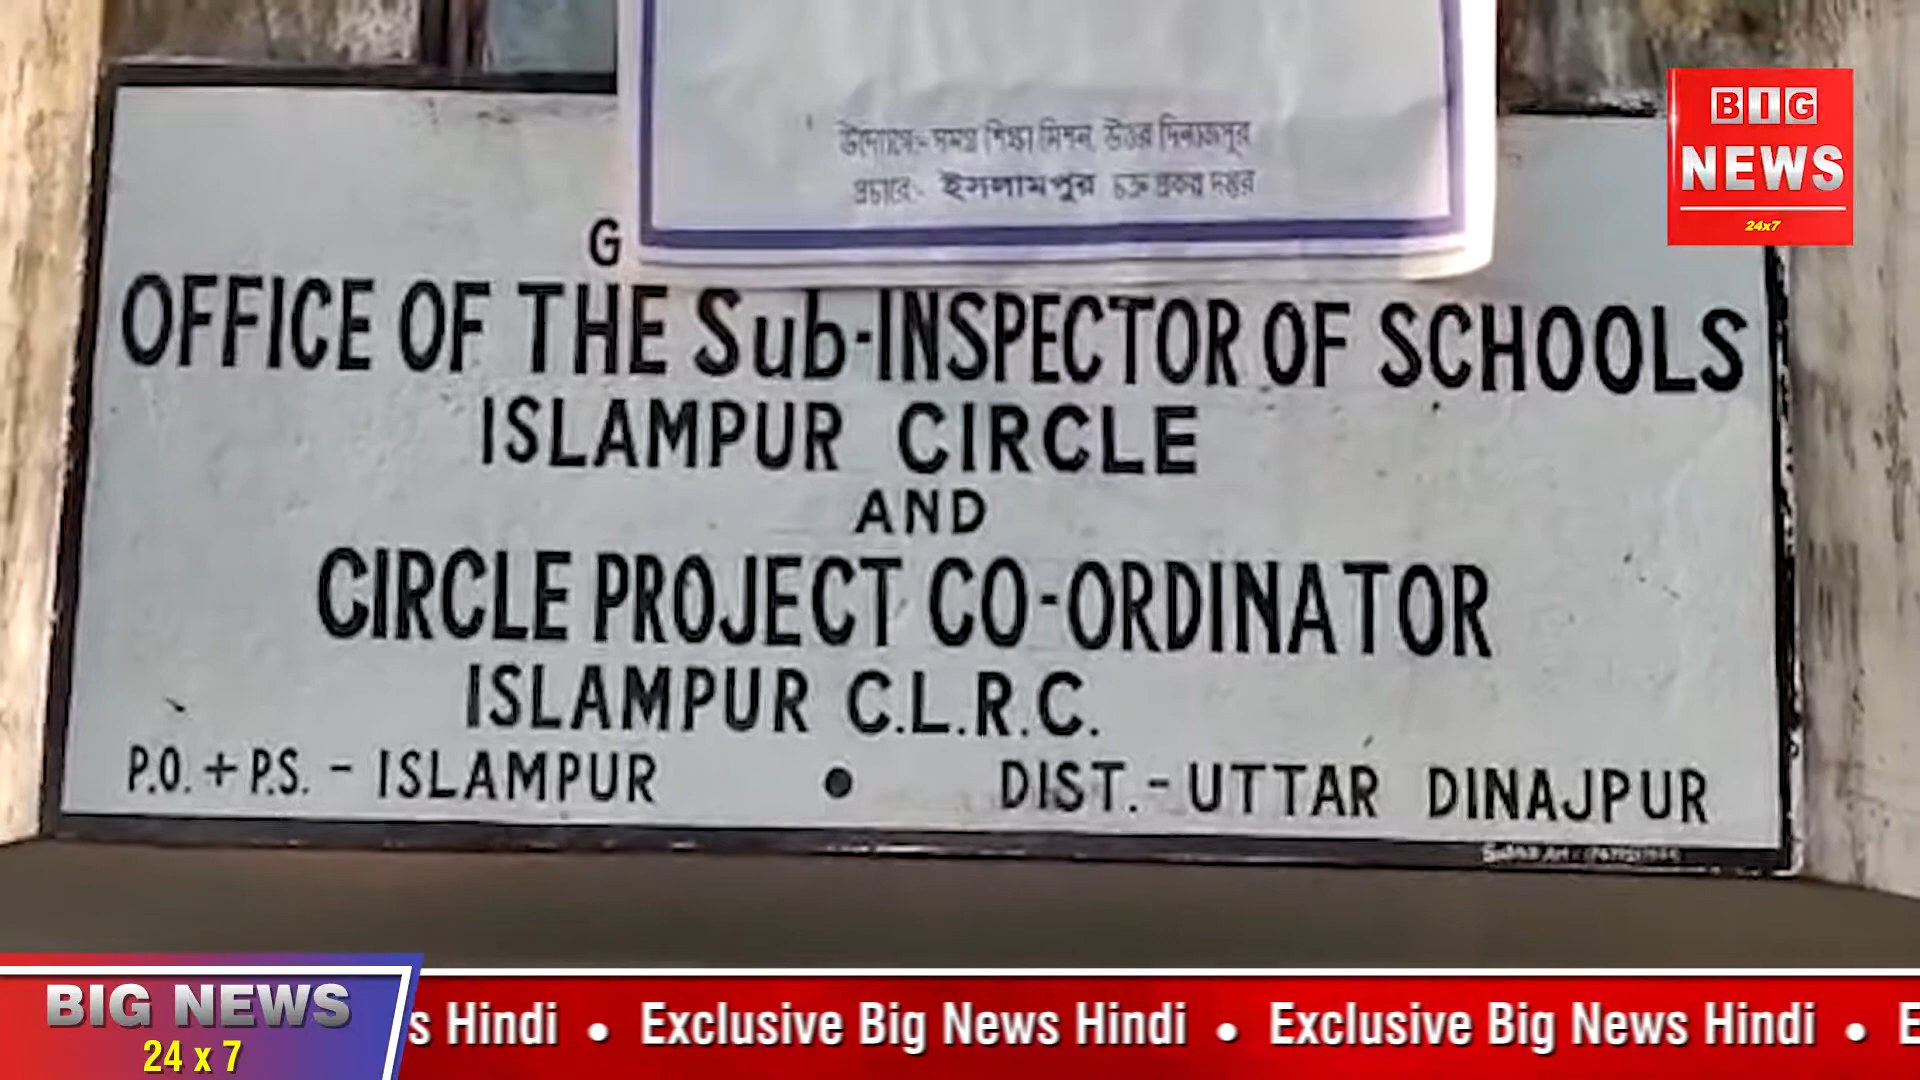 উদ্যোগে:- সমগ্র শিক্ষা মিশন, উত্তর দিনাজপুর
প্রচারে:- ইসলামপুর চক্র প্রকল্প দপ্তর
BIG
NEWS
24x7
G
OFFICE OF THE Sub-INSPECTOR OF SCHOOLS
ISLAMPUR CIRCLE
AND
CIRCLE PROJECT CO-ORDINATOR
ISLAMPUR C.L.R.C.
P.O. + P.S. - ISLAMPUR • DIST. - UTTAR DINAJPUR
BIG NEWS
24 x 7
s Hindi • Exclusive Big News Hindi • Exclusive Big News Hindi • E